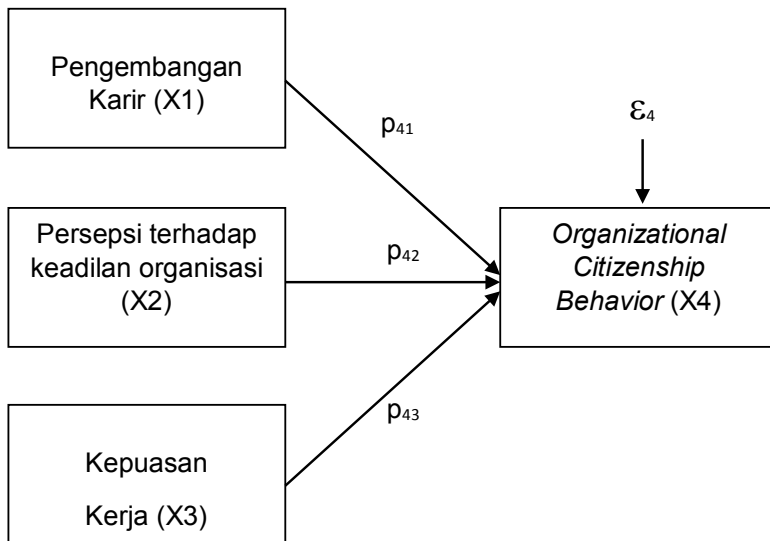 Pengembangan
Karir (X1)
p₄₁
ε₄
Persepsi terhadap
keadilan organisasi
(X2)
p₄₂
Organizational
Citizenship
Behavior (X4)
p₄₃
Kepuasan
Kerja (X3)